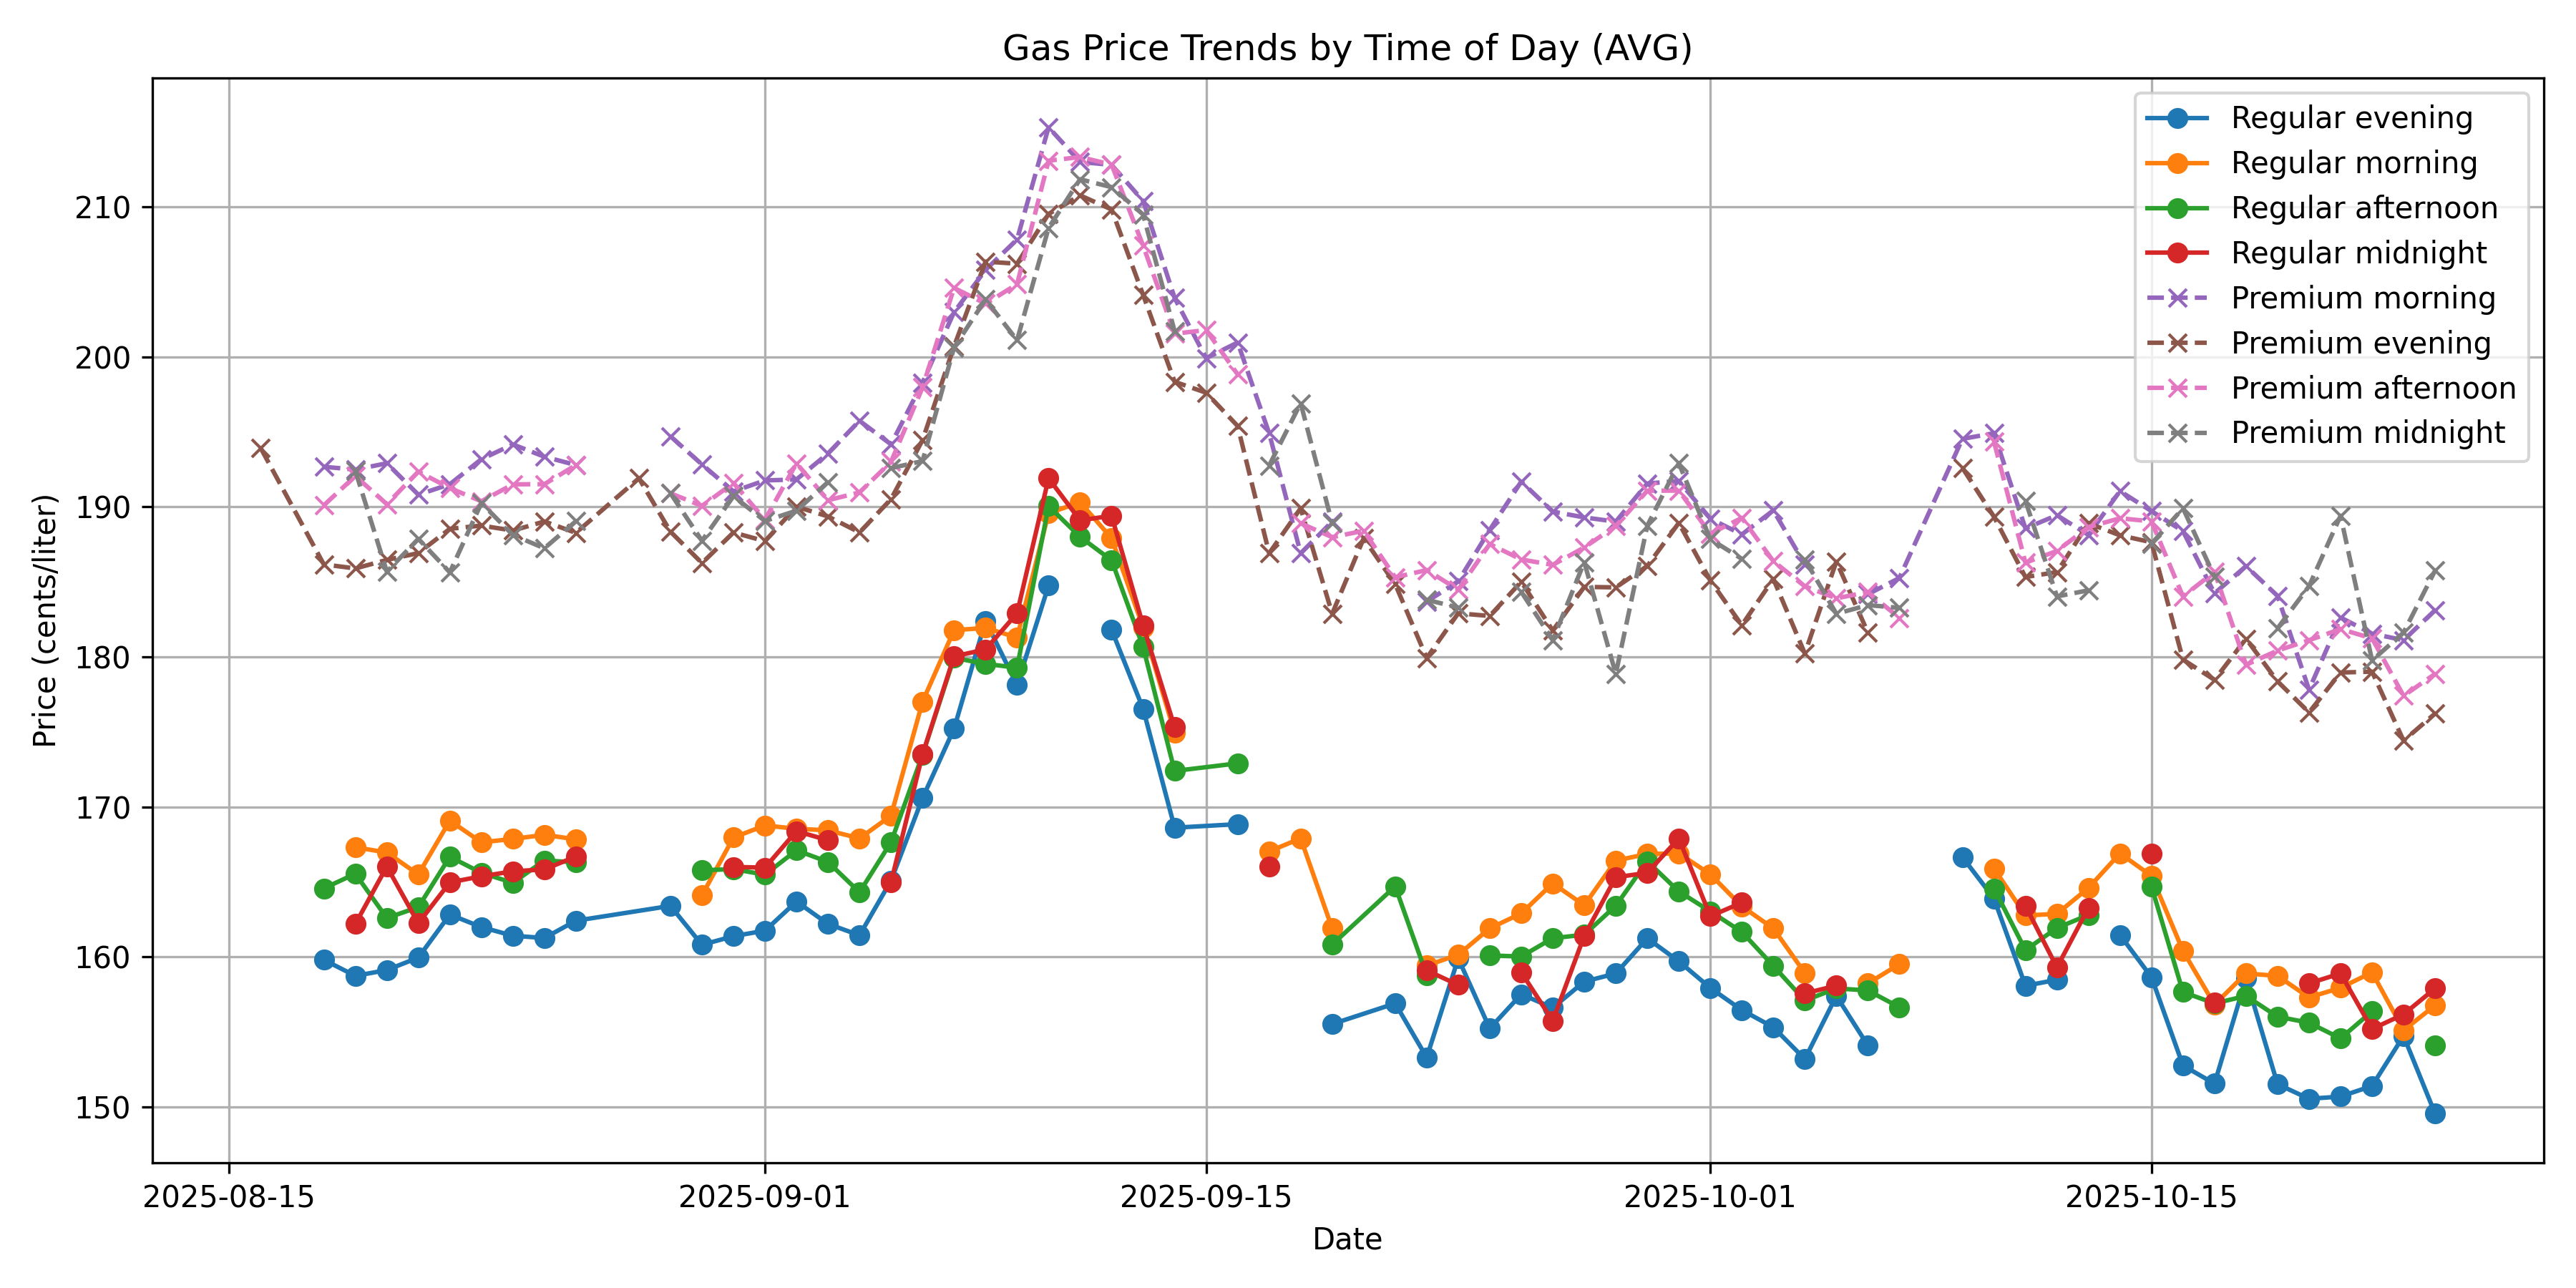 Gas Price Trends by Time of Day (AVG)
Price (cents/liter)
210
200
190
180
170
160
150
Regular evening
Regular morning
Regular afternoon
Regular midnight
Premium morning
Premium evening
Premium afternoon
Premium midnight
2025-08-15
2025-09-01
2025-09-15
2025-10-01
2025-10-15
Date